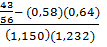 43/56 − (0,58)(0,64)
√(1,150)(1,232)